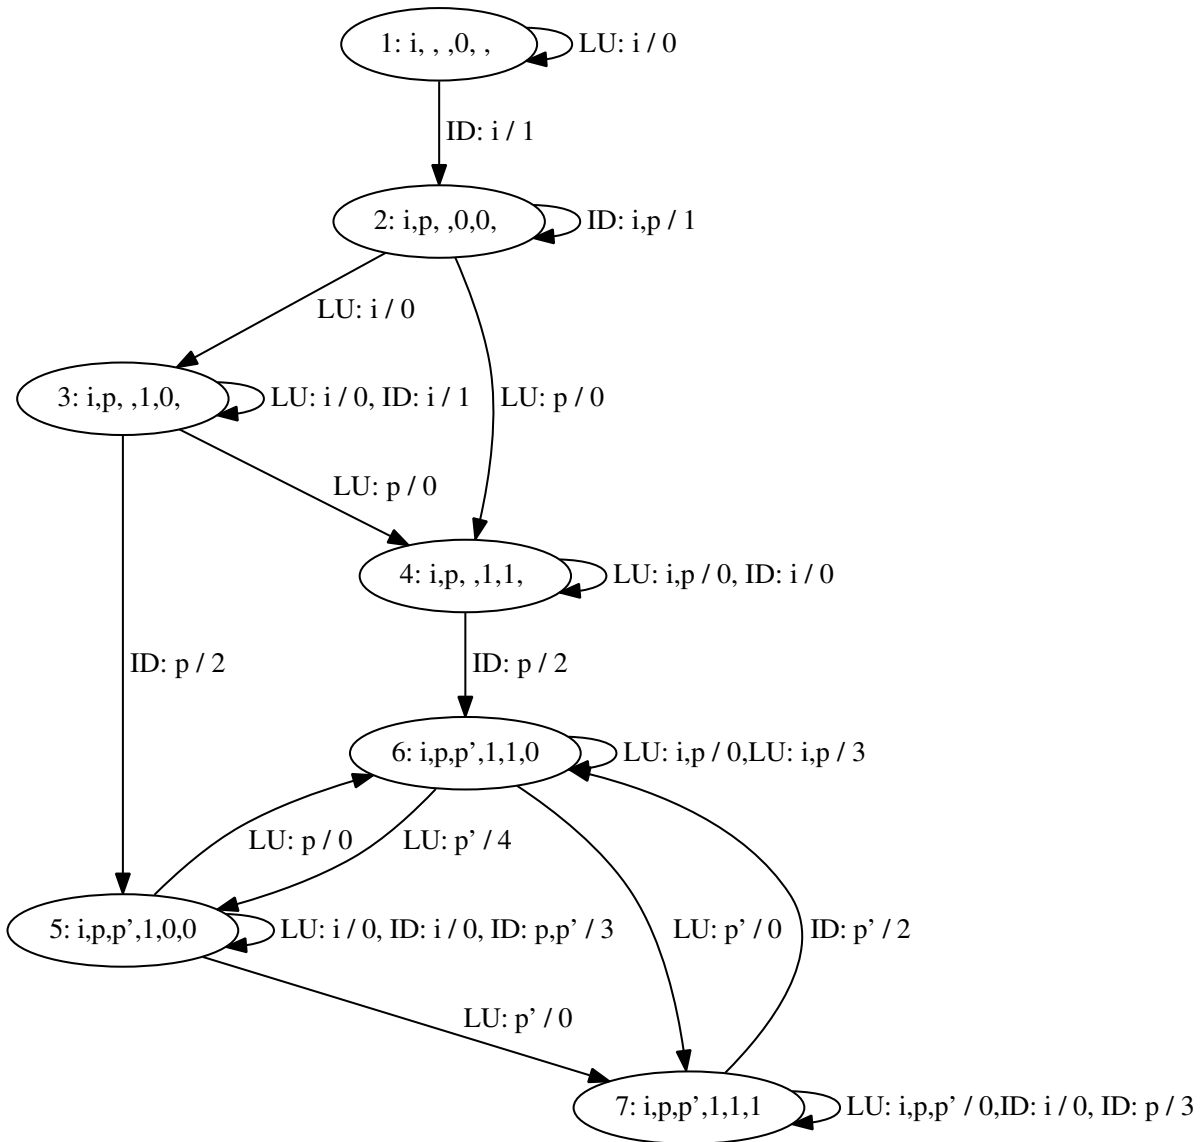 1: i, , ,0, ,
LU: i / 0
ID: i / 1
2: i,p, ,0,0,
ID: i,p / 1
LU: i / 0
3: i,p, ,1,0,
LU: i / 0, ID: i / 1
LU: p / 0
LU: p / 0
4: i,p, ,1,1,
LU: i,p / 0, ID: i / 0
ID: p / 2
ID: p / 2
6: i,p,p’,1,1,0
LU: i,p / 0,LU: i,p / 3
LU: p / 0
LU: p’ / 4
5: i,p,p’,1,0,0
LU: i / 0, ID: i / 0, ID: p,p’ / 3
LU: p’ / 0
ID: p’ / 2
LU: p’ / 0
7: i,p,p’,1,1,1
LU: i,p,p’ / 0,ID: i / 0, ID: p / 3